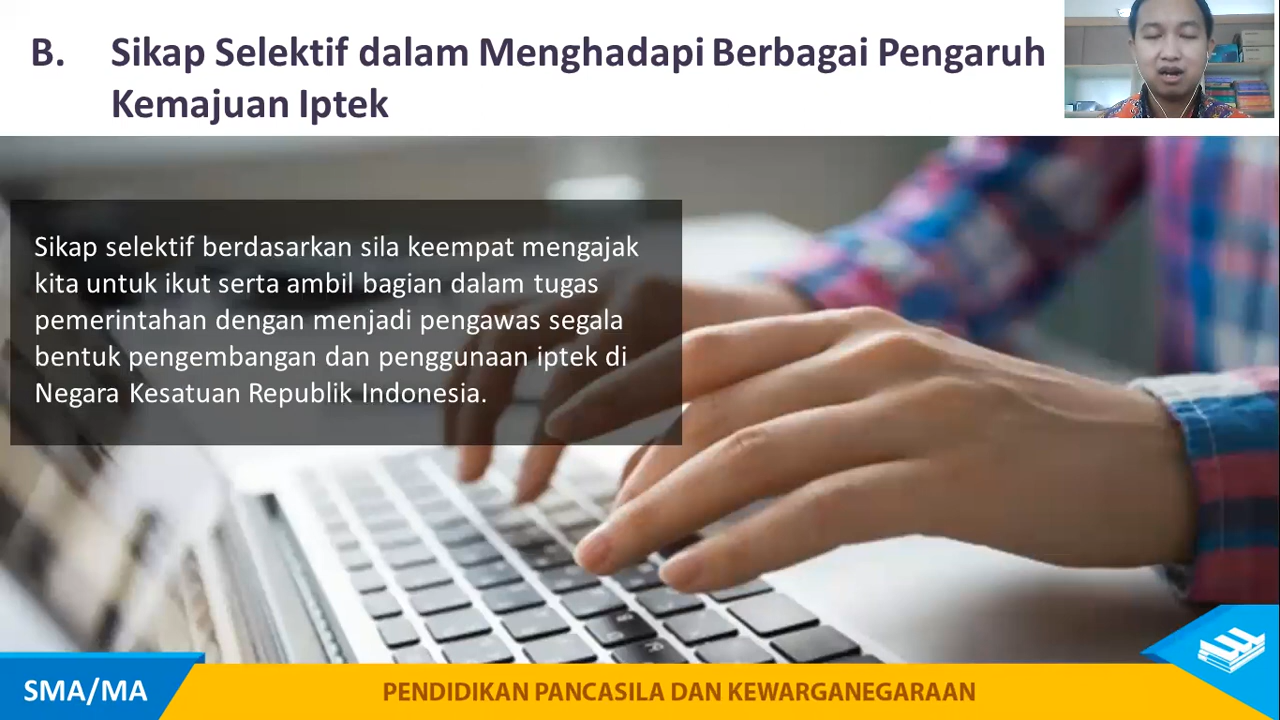 B. Sikap Selektif dalam Menghadapi Berbagai Pengaruh
Kemajuan Iptek
Sikap selektif berdasarkan sila keempat mengajak
kita untuk ikut serta ambil bagian dalam tugas
pemerintahan dengan menjadi pengawas segala
bentuk pengembangan dan penggunaan iptek di
Negara Kesatuan Republik Indonesia.
SMA/MA
PENDIDIKAN PANCASILA DAN KEWARGANEGARAAN